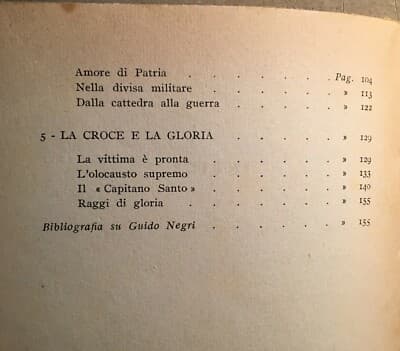 Amore di Patria . . . . . . Pag. 104
Nella divisa militare . . . . . » 113
Dalla cattedra alla guerra . . . . » 122
5 - LA CROCE E LA GLORIA . . . . . » 129
La vittima è pronta . . . . . » 129
L'olocausto supremo . . . . . » 133
Il « Capitano Santo » . . . . . » 140
Raggi di gloria . . . . . . » 155
Bibliografia su Guido Negri . . . . . » 155